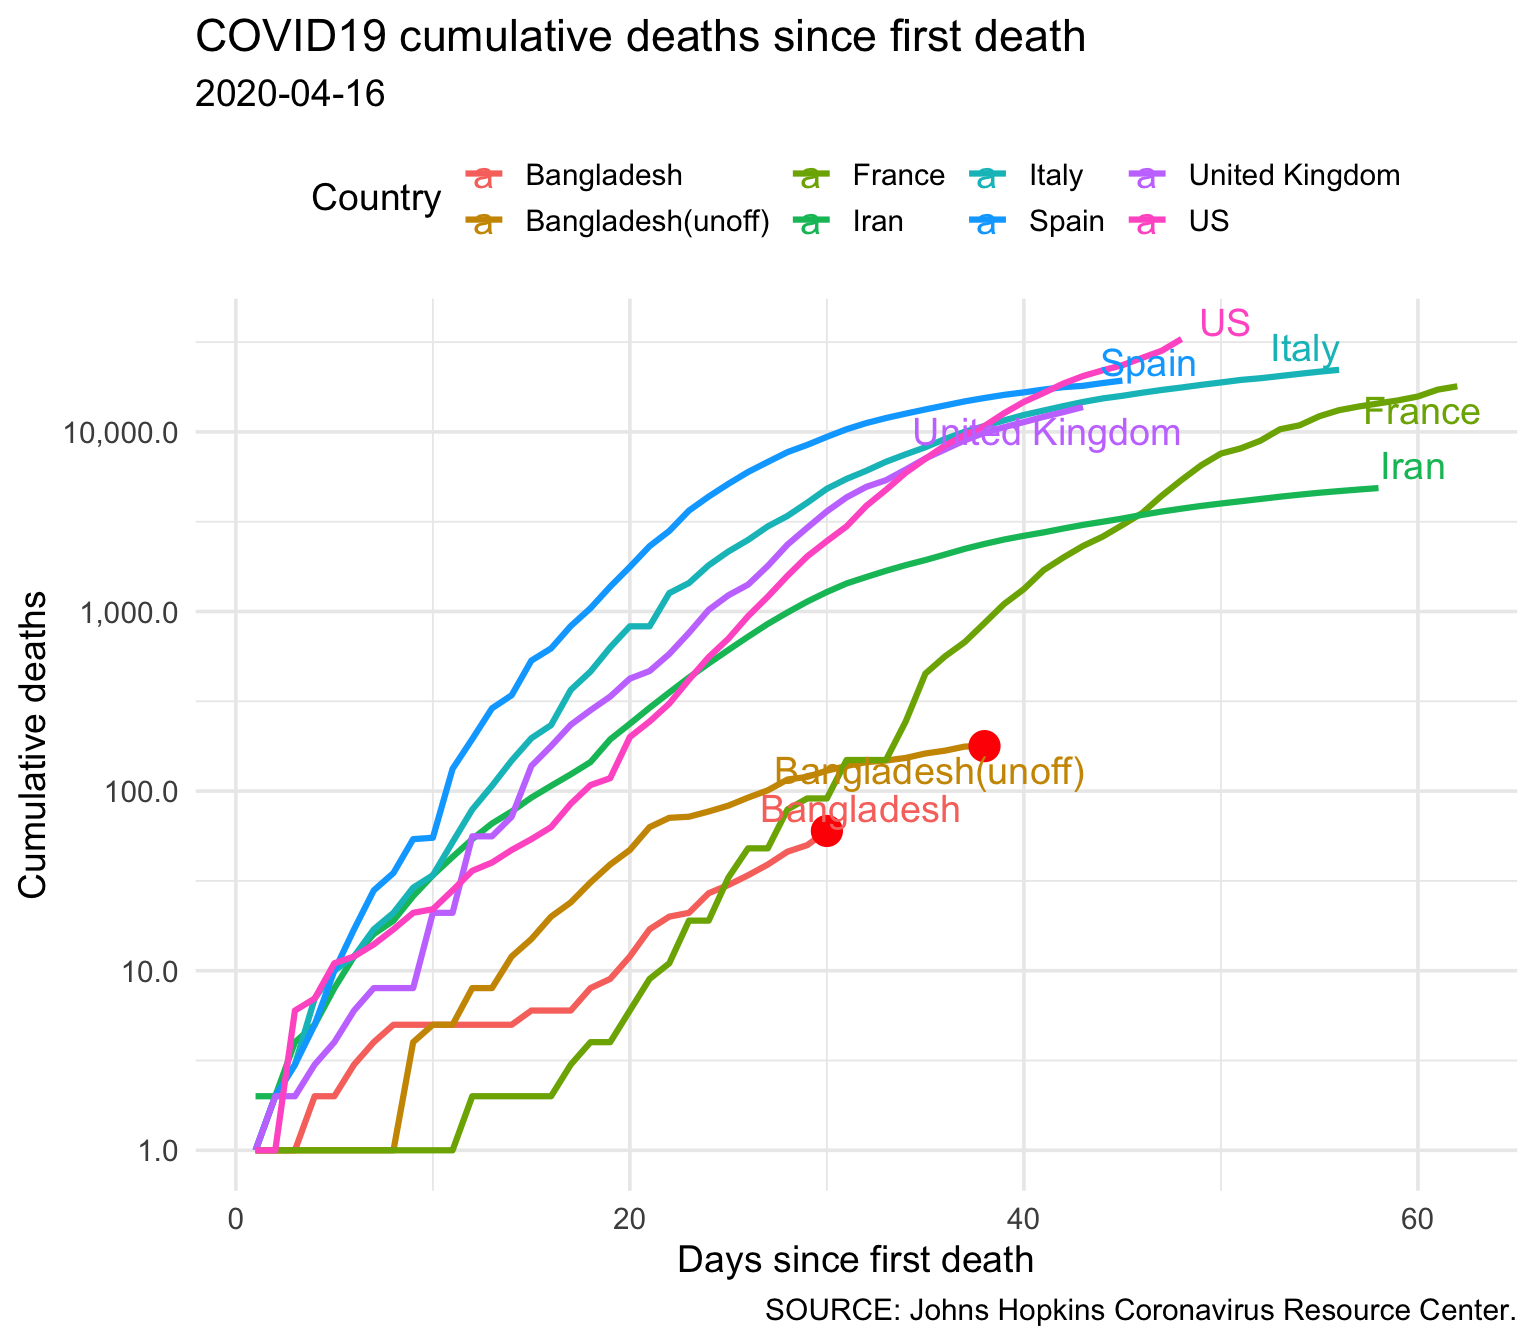 COVID19 cumulative deaths since first death
2020-04-16
Country
a Bangladesh a France a Italy a United Kingdom
a Bangladesh(unoff) a Iran a Spain a US
US
Italy
Spain
France
United Kingdom
Iran
Bangladesh(unoff)
Bangladesh
Cumulative deaths
10,000.0
1,000.0
100.0
10.0
1.0
0 20 40 60
Days since first death
SOURCE: Johns Hopkins Coronavirus Resource Center.